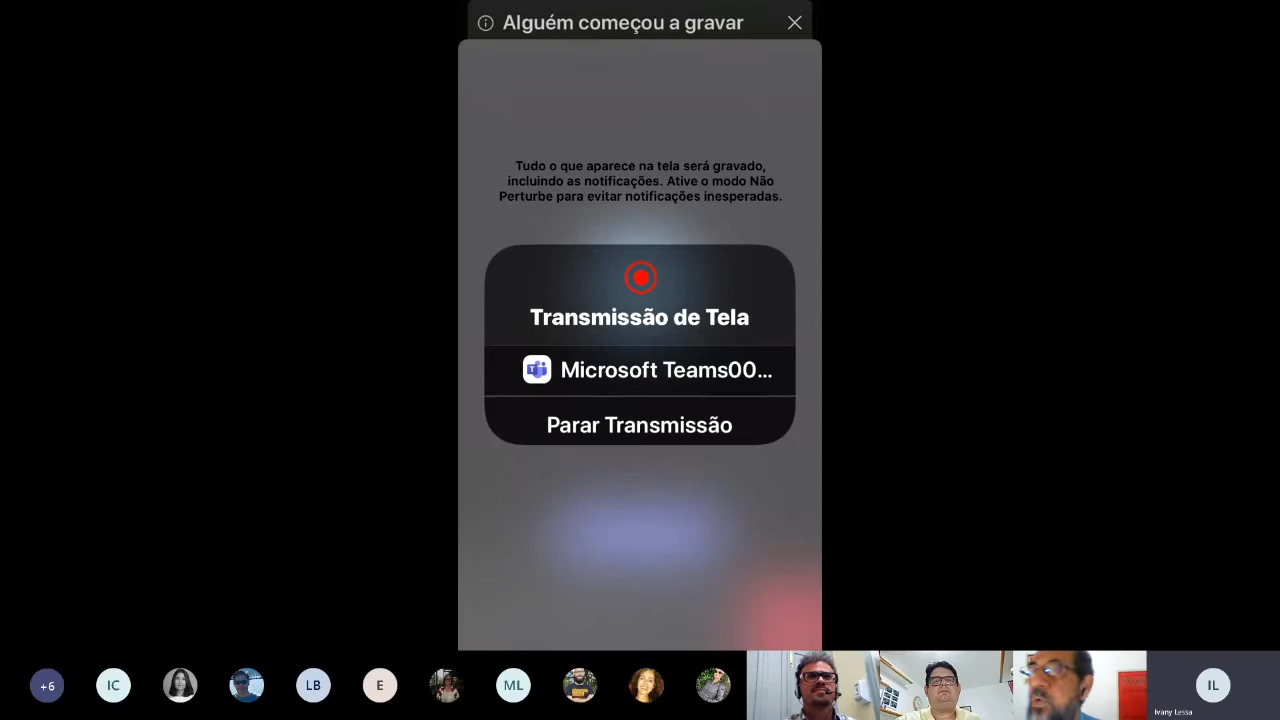 Alguém começou a gravar
Tudo o que aparece na tela será gravado,
incluindo as notificações. Ative o modo Não
Perturbe para evitar notificações inesperadas.
Transmissão de Tela
Microsoft Teams00...
Parar Transmissão
+6
IC
LB
E
ML
IL
Ivany Lessa